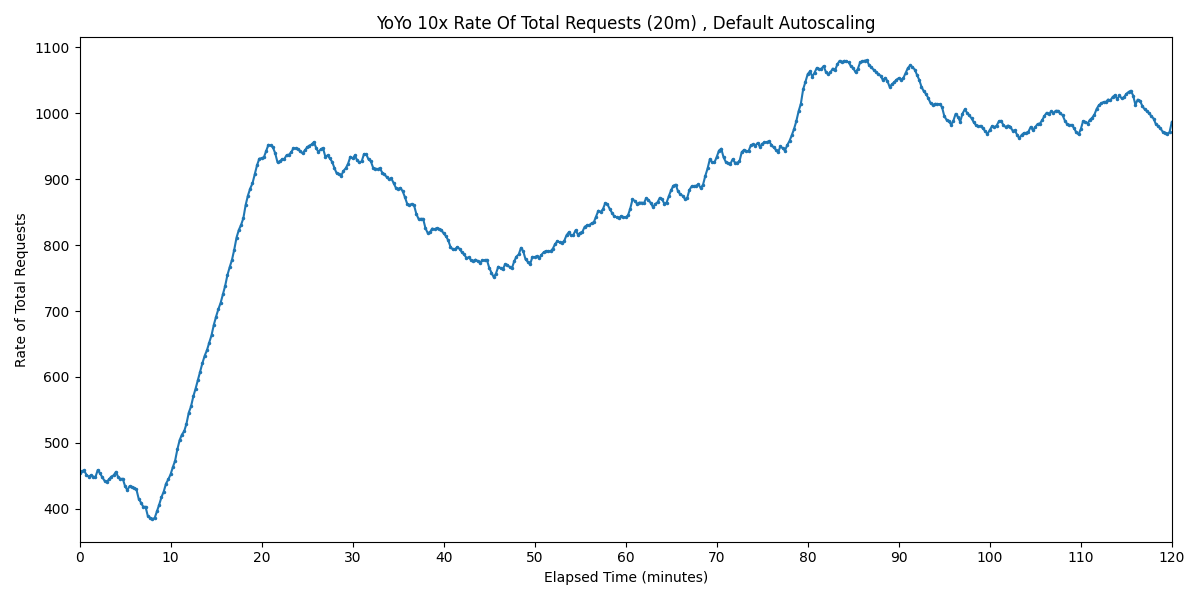 YoYo 10x Rate Of Total Requests (20m) , Default Autoscaling
1100
1000
900
800
700
600
500
400
Rate of Total Requests
0 10 20 30 40 50 60 70 80 90 100 110 120
Elapsed Time (minutes)